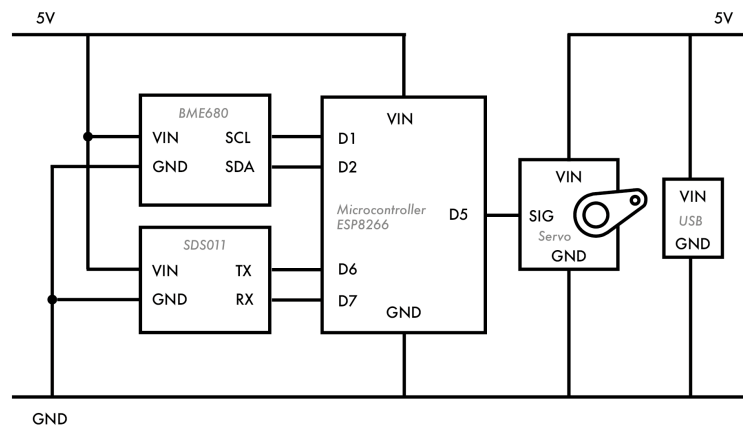 5V
5V
BME680
VIN SCL
GND SDA
SDS011
VIN TX
GND RX
VIN
D1
D2
Microcontroller
ESP8266
D5
D6
D7
GND
VIN
SIG
Servo
GND
VIN
USB
GND
GND